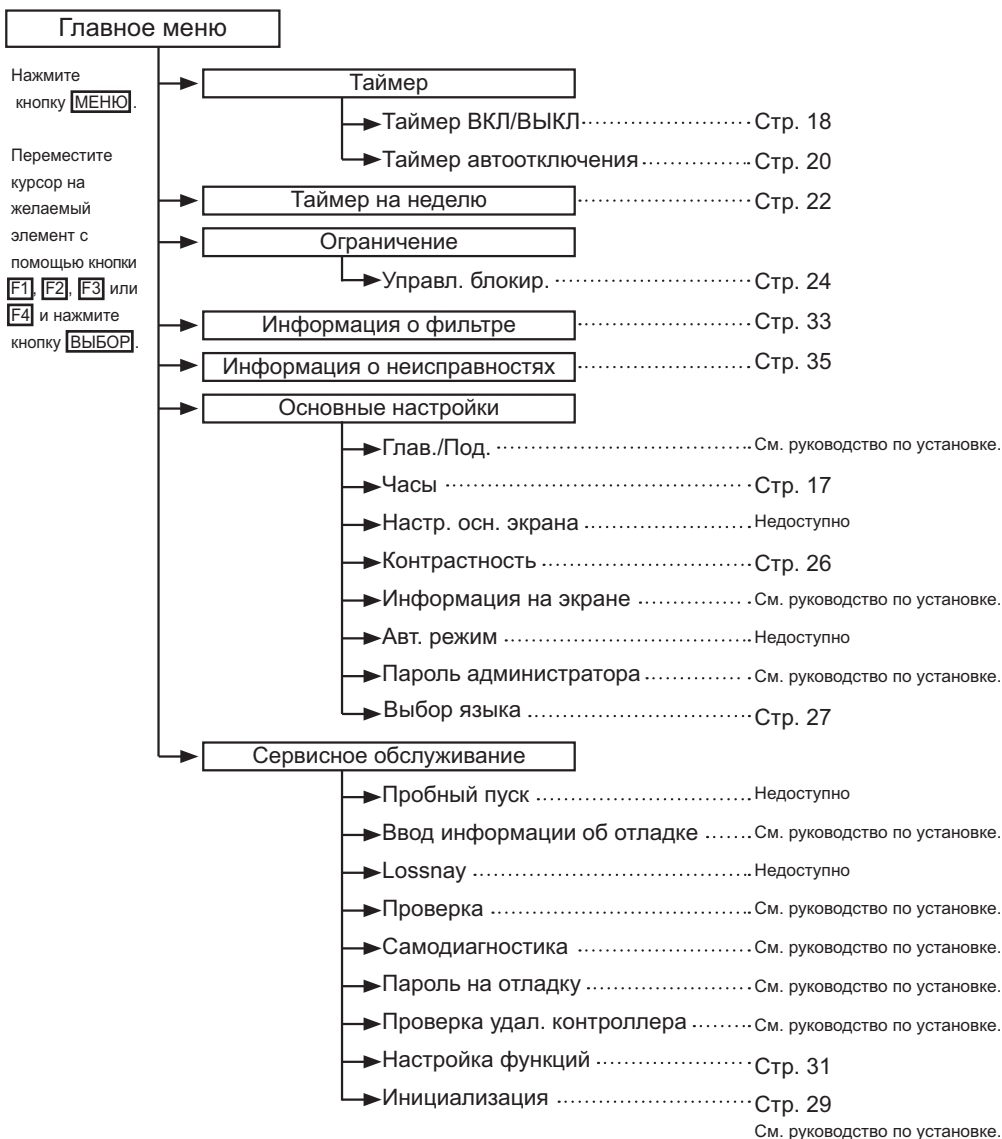 Главное меню
Нажмите
кнопку МЕНЮ.
Переместите
курсор на
желаемый
элемент с
помощью кнопки
F1, F2, F3 или
F4 и нажмите
кнопку ВЫБОР.
Таймер
Таймер ВКЛ/ВЫКЛ Стр. 18
Таймер автоотключения Стр. 20
Таймер на неделю Стр. 22
Ограничение
Управл. блокир. Стр. 24
Информация о фильтре Стр. 33
Информация о неисправностях Стр. 35
Основные настройки
Глав./Под. См. руководство по установке.
Часы Стр. 17
Настр. осн. экрана Недоступно
Контрастность Стр. 26
Информация на экране См. руководство по установке.
Авт. режим Недоступно
Пароль администратора См. руководство по установке.
Выбор языка Стр. 27
Сервисное обслуживание
Пробный пуск Недоступно
Ввод информации об отладке См. руководство по установке.
Lossnay Недоступно
Проверка См. руководство по установке.
Самодиагностика См. руководство по установке.
Пароль на отладку См. руководство по установке.
Проверка удал. контроллера См. руководство по установке.
Настройка функций Стр. 31
Инициализация Стр. 29
См. руководство по установке.